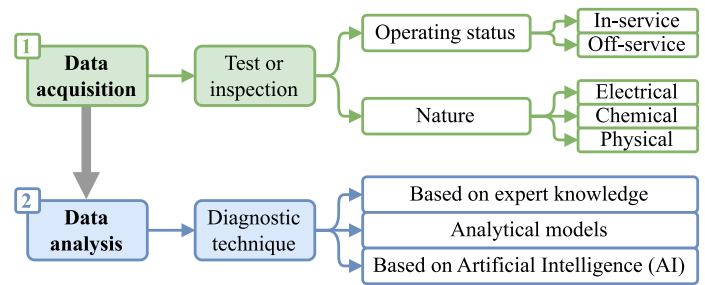 1
Data
acquisition
Test or
inspection
Operating status
In-service
Off-service
Nature
Electrical
Chemical
Physical
2
Data
analysis
Diagnostic
technique
Based on expert knowledge
Analytical models
Based on Artificial Intelligence (AI)